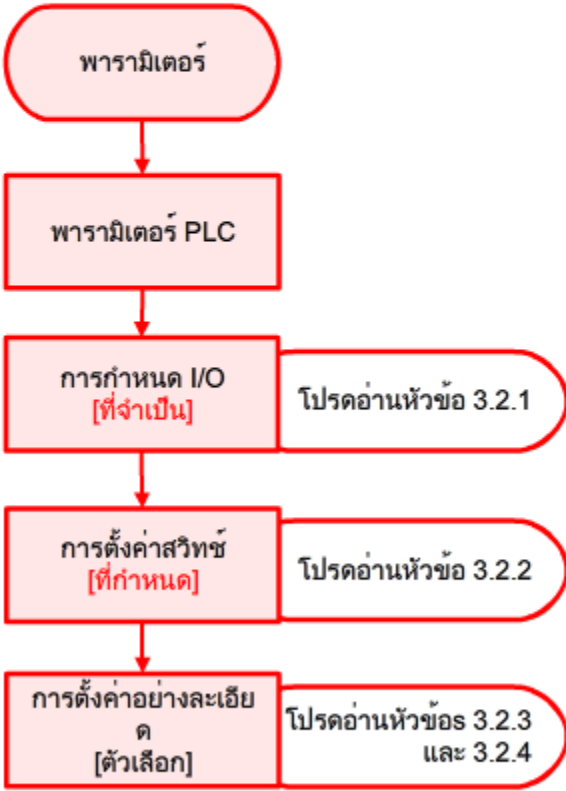 พารามิเตอร์
พารามิเตอร์ PLC
การกำหนด I/O
[ที่จำเป็น]
โปรดอ่านหัวข้อ 3.2.1
การตั้งค่าสวิทช์
[ที่กำหนด]
โปรดอ่านหัวข้อ 3.2.2
การตั้งค่าอย่างละเอีย
ด
[ตัวเลือก]
โปรดอ่านหัวข้อs 3.2.3
และ 3.2.4